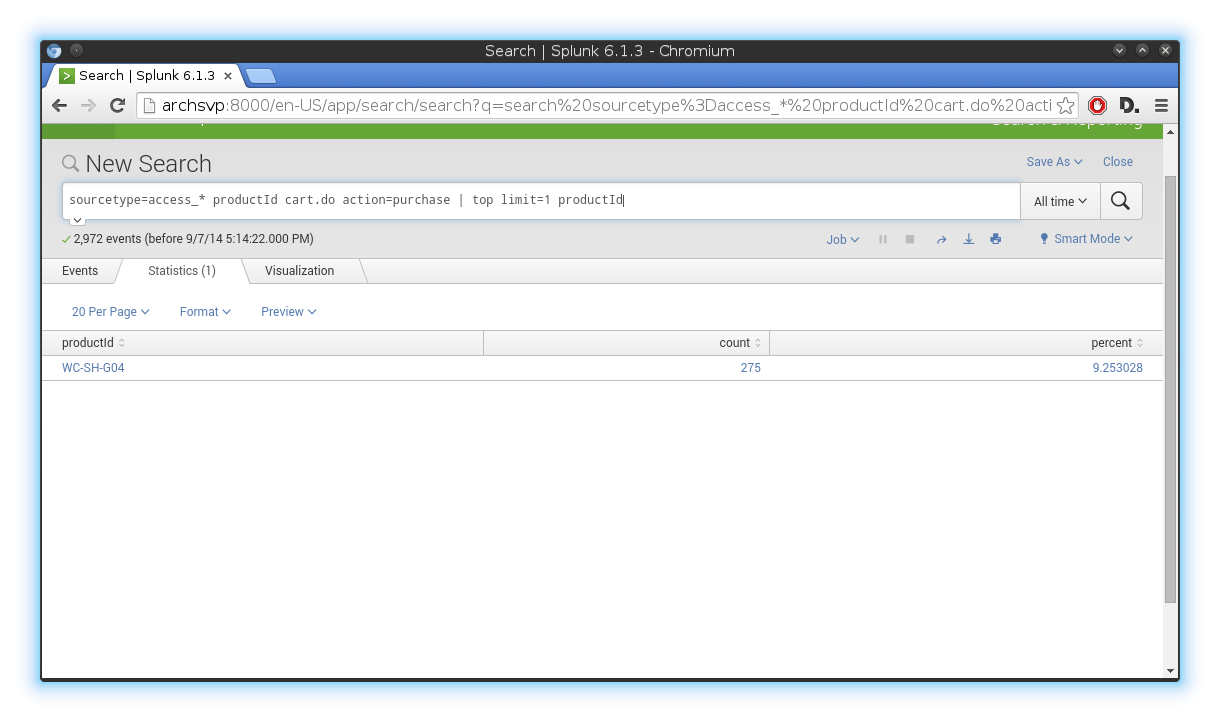 Search | Splunk 6.1.3 - Chromium
Search | Splunk 6.1.3
archsvp:8000/en-US/app/search/search?q=search%20sourcetype%3Daccess_*%20productId%20cart.do%20acti
New Search
Save As Close
sourcetype=access_* productId cart.do action=purchase | top limit=1 productId
All time
2,972 events (before 9/7/14 5:14:22.000 PM)
Job
Smart Mode
Events Statistics (1) Visualization
20 Per Page Format Preview
productId count percent
WC-SH-G04 275 9.253028